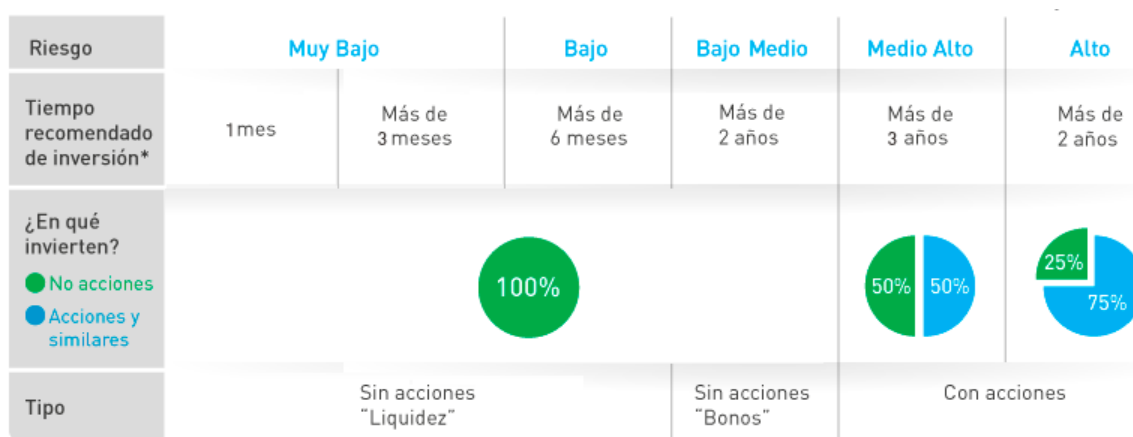 Riesgo
Muy Bajo
Bajo
Bajo Medio
Medio Alto
Alto
Tiempo
recomendado
de inversión*
1 mes
Más de
3 meses
Más de
6 meses
Más de
2 años
Más de
3 años
Más de
2 años
¿En qué
invierten?
No acciones
Acciones y
similares
100%
50%
50%
25%
75%
Tipo
Sin acciones
"Liquidez"
Sin acciones
"Bonos"
Con acciones